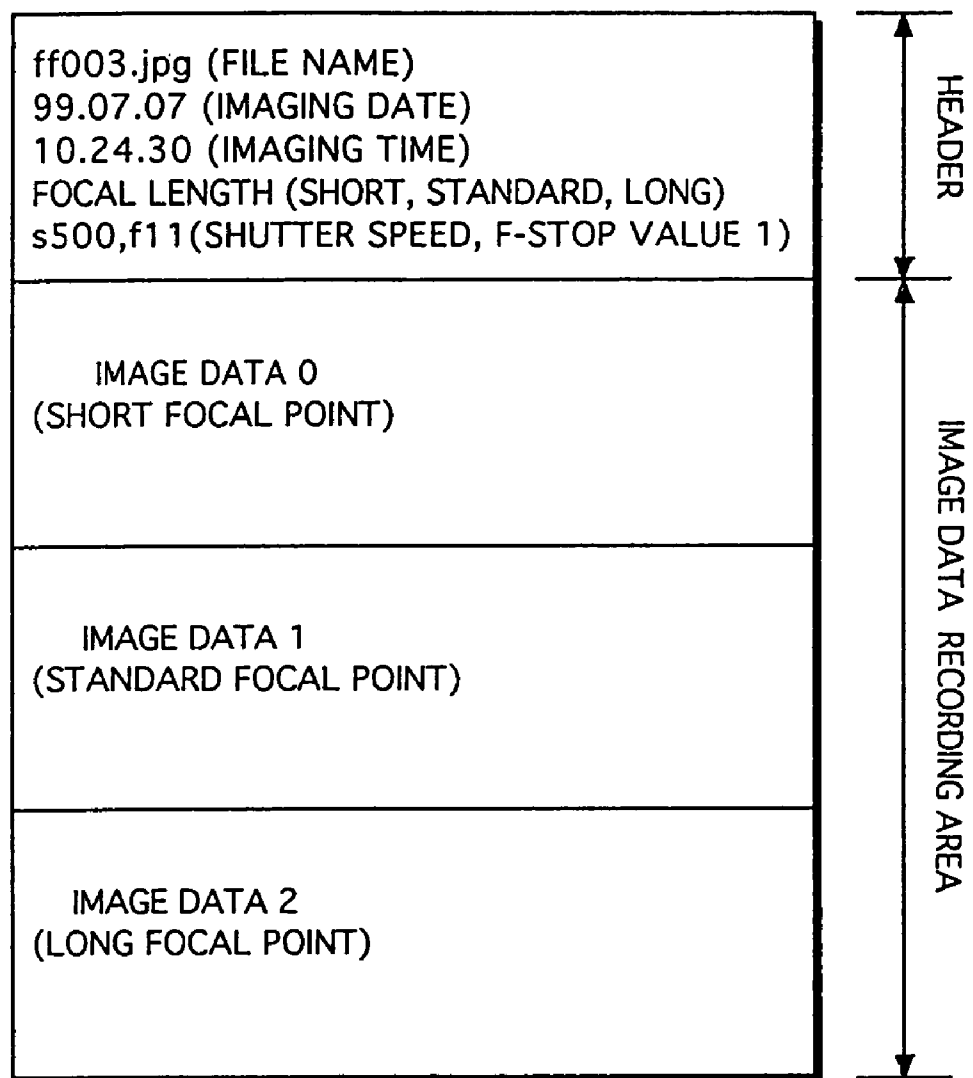 ff003.jpg (FILE NAME)
99.07.07 (IMAGING DATE)
10.24.30 (IMAGING TIME)
FOCAL LENGTH (SHORT, STANDARD, LONG)
s500,f11(SHUTTER SPEED, F-STOP VALUE 1)
HEADER
IMAGE DATA 0
(SHORT FOCAL POINT)
IMAGE DATA 1
(STANDARD FOCAL POINT)
IMAGE DATA 2
(LONG FOCAL POINT)
IMAGE DATA RECORDING AREA